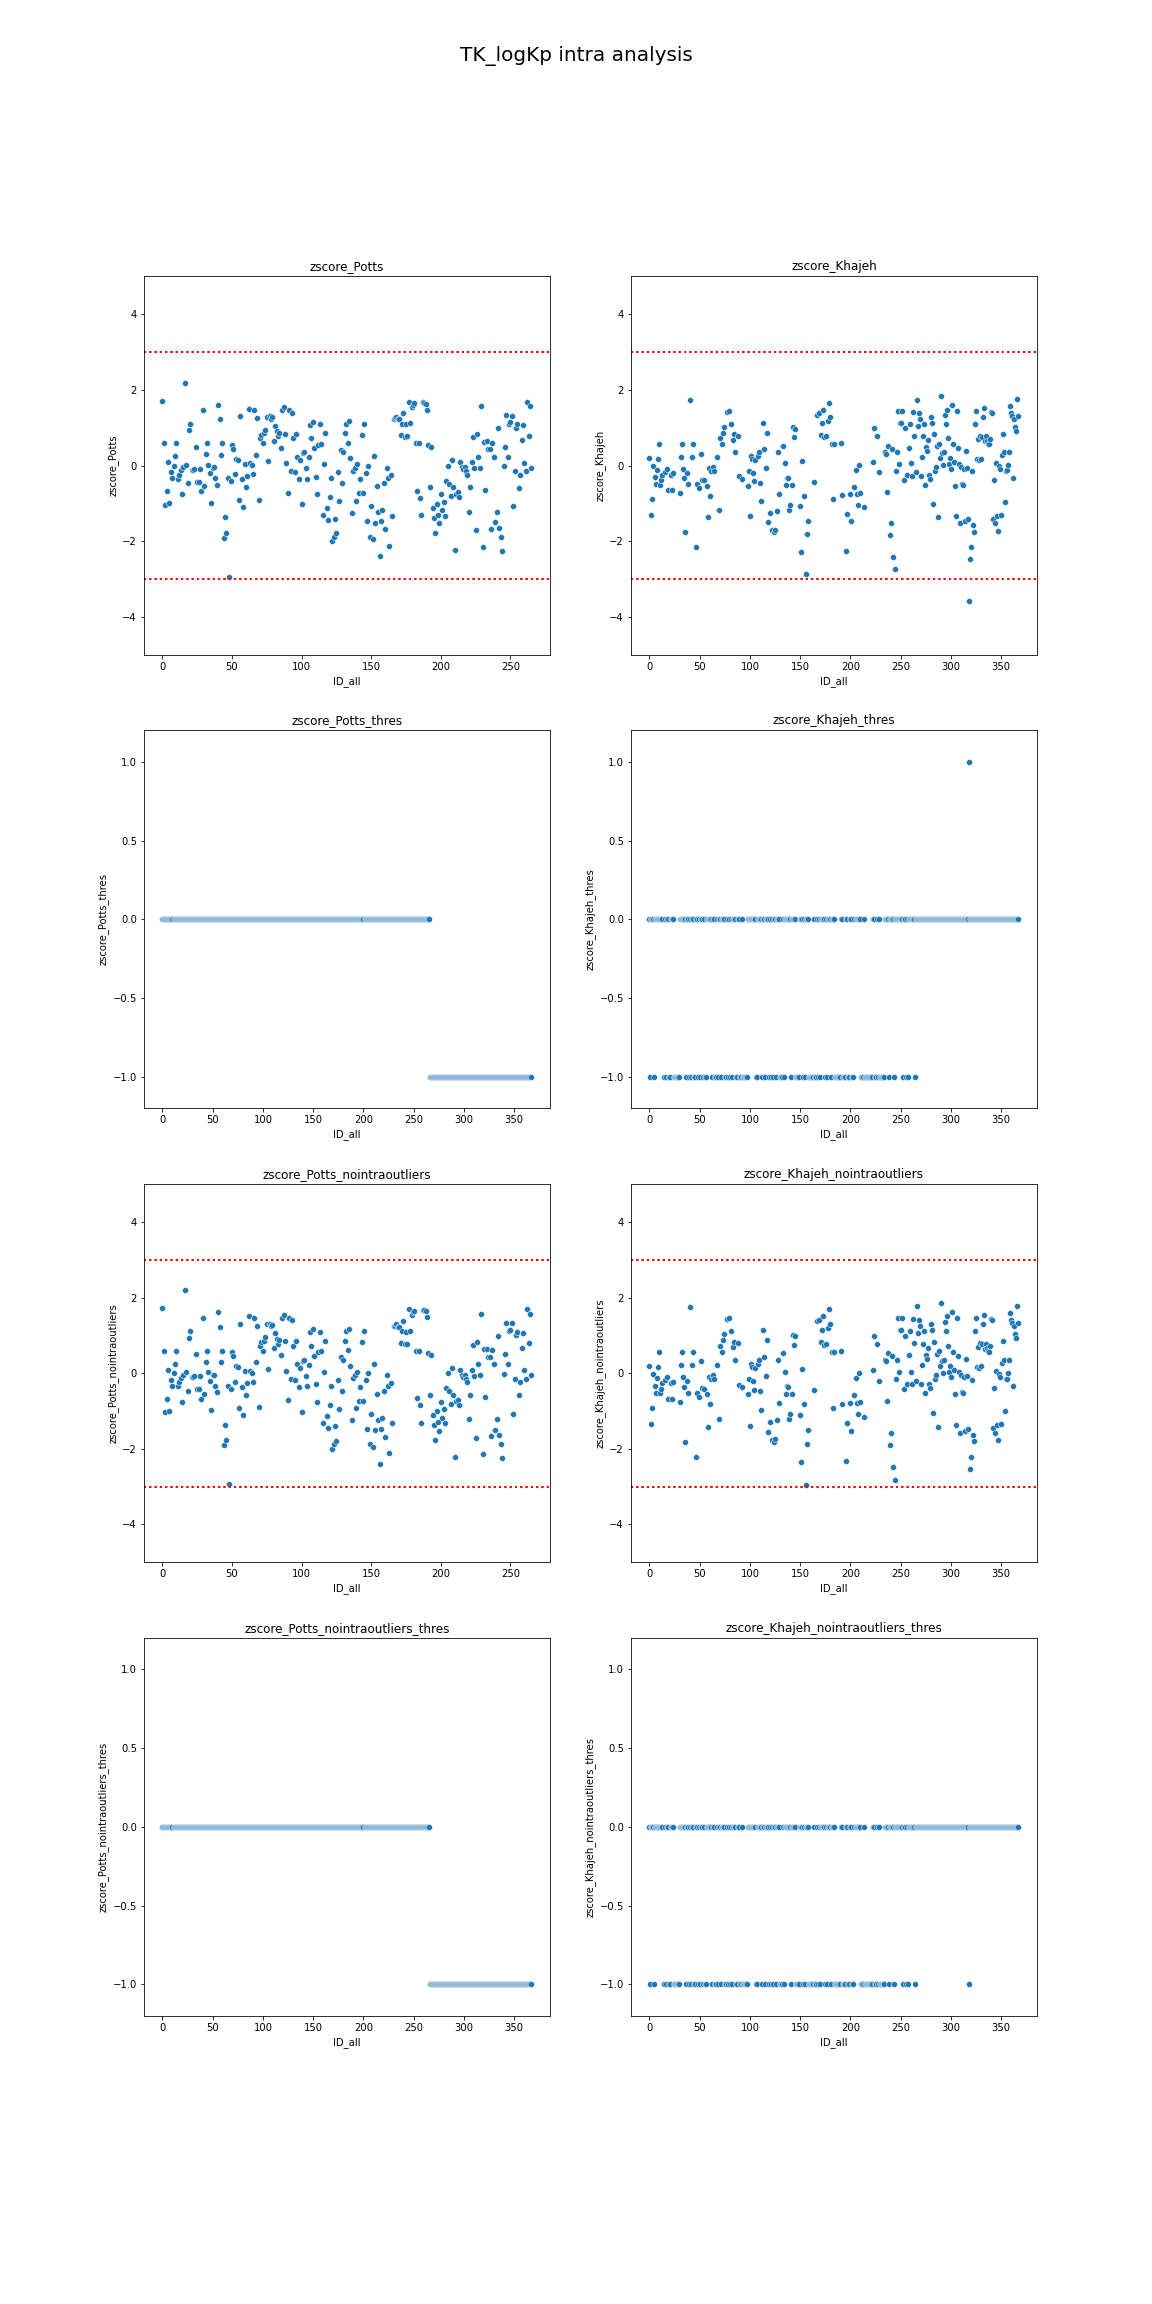 TK_logKp intra analysis
zscore_Potts
zscore_Potts
4
2
0
−2
−4
0 50 100 150 200 250
ID_all
zscore_Khajeh
zscore_Khajeh
4
2
0
−2
−4
0 50 100 150 200 250 300 350
ID_all
zscore_Potts_thres
zscore_Potts_thres
1.0
0.5
0.0
−0.5
−1.0
0 50 100 150 200 250 300 350
ID_all
zscore_Khajeh_thres
zscore_Khajeh_thres
1.0
0.5
0.0
−0.5
−1.0
0 50 100 150 200 250 300 350
ID_all
zscore_Potts_nointraoutliers
zscore_Potts_nointraoutliers
4
2
0
−2
−4
0 50 100 150 200 250
ID_all
zscore_Khajeh_nointraoutliers
zscore_Khajeh_nointraoutliers
4
2
0
−2
−4
0 50 100 150 200 250 300 350
ID_all
zscore_Potts_nointraoutliers_thres
zscore_Potts_nointraoutliers_thres
1.0
0.5
0.0
−0.5
−1.0
0 50 100 150 200 250 300 350
ID_all
zscore_Khajeh_nointraoutliers_thres
zscore_Khajeh_nointraoutliers_thres
1.0
0.5
0.0
−0.5
−1.0
0 50 100 150 200 250 300 350
ID_all